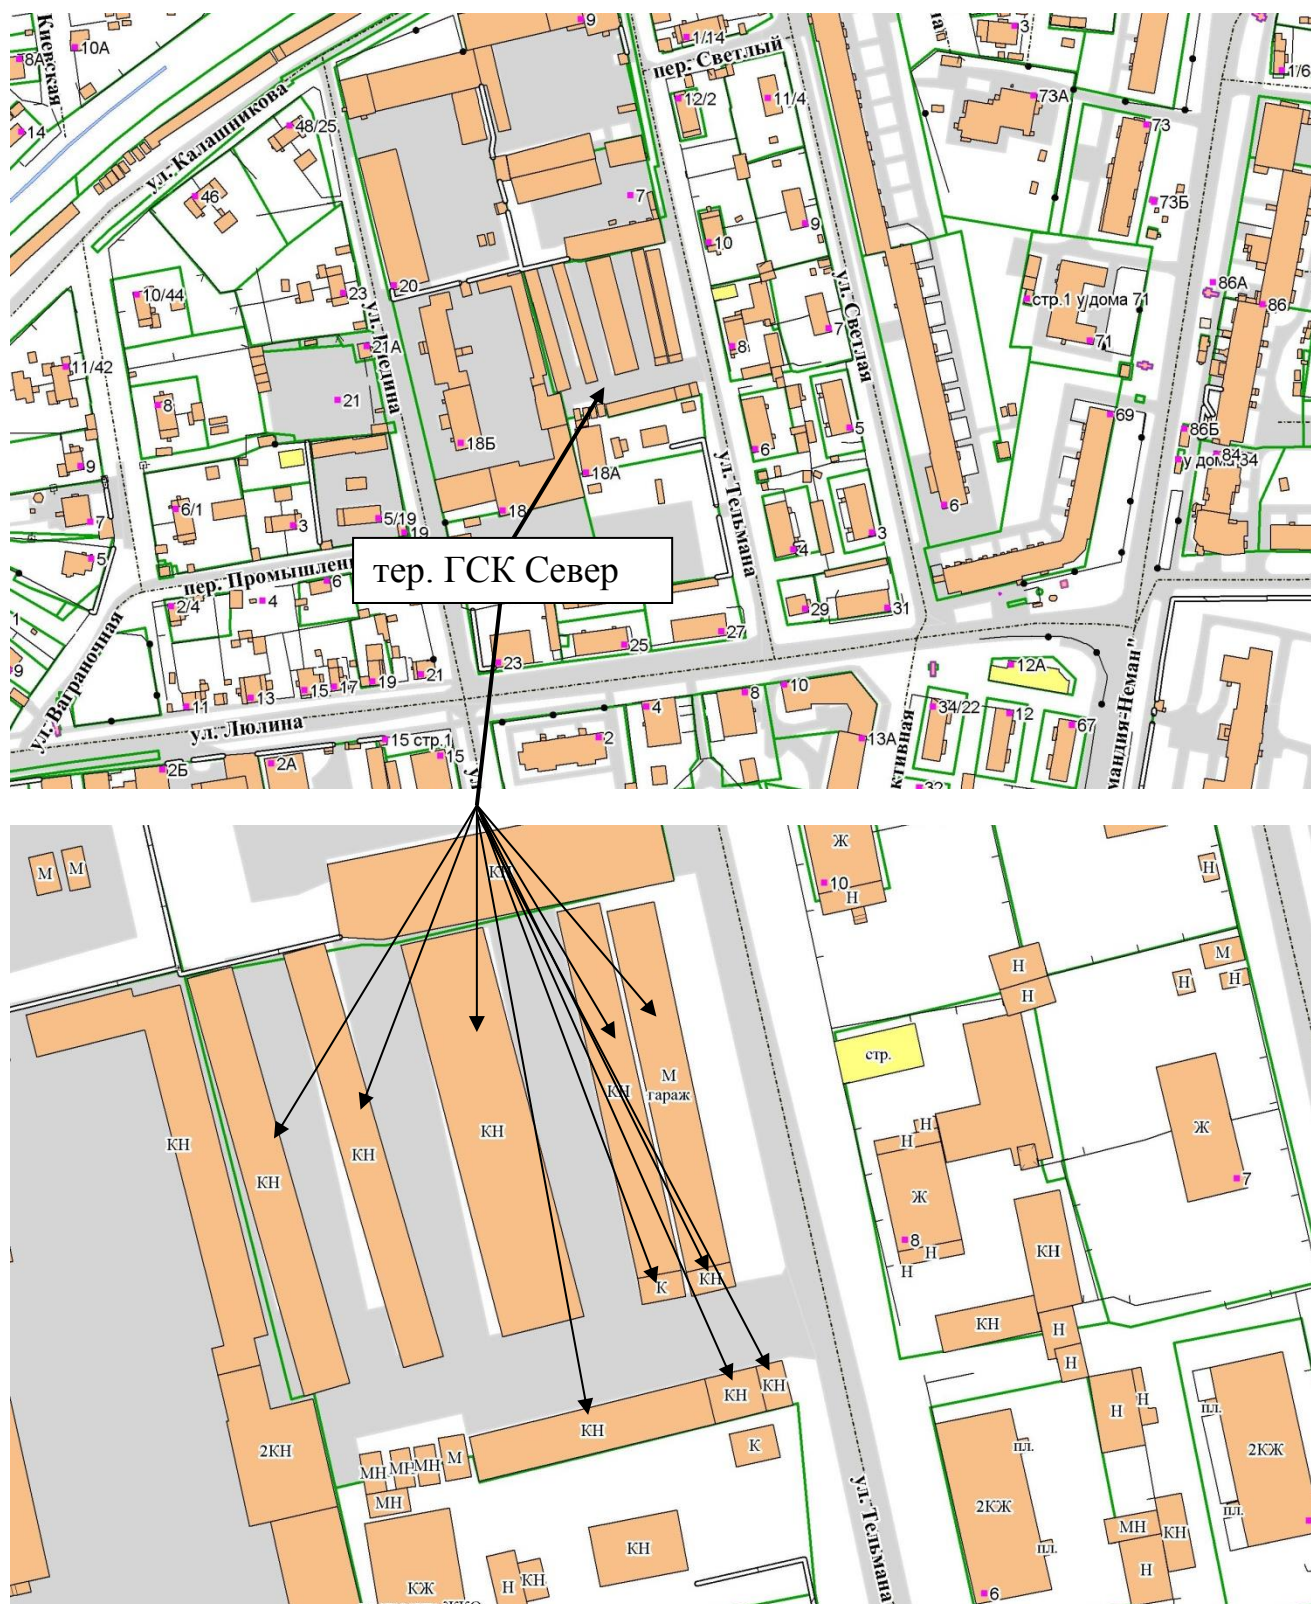 Киевская
10А
8А
14
ул. Калашникова
48/25
46
10/44
23
11/42
8
9
7
5
6/1
3
5/19
19
21
21А
20
18Б
18А
18
9
7
1/14
пер. Светлый
12/2
11/4
10
9
8
7
6
5
4
3
29
31
ул. Светлая
ул. Тельмана
3
73А
73
73Б
1/6
86А
86
стр.1 у/дома 71
71
69
86Б
84
6
тер. ГСК Север
2/4
4
6
ул. Ваграночная
11
13
15
17
19
21
23
25
27
ул. Люлина
2Б
2А
15 стр.1
15
2
4
8
10
13А
12А
34/22
12
67
32
М
М
КН
Ж
10
Н
Н
Н
Н
М
Н
Н
стр.
М
гараж
КН
КН
КН
КН
КН
Н
Н
Ж
8
Н
Н
Ж
7
КН
К
КН
КН
Н
Н
КН
КН
КН
К
2КН
МН
МН
МН
М
МН
КЖ
Н
КН
КН
ул. Тельмана
пл.
2КЖ
пл.
6
Н
Н
МН
КН
Н
пл.
2КЖ
пл.